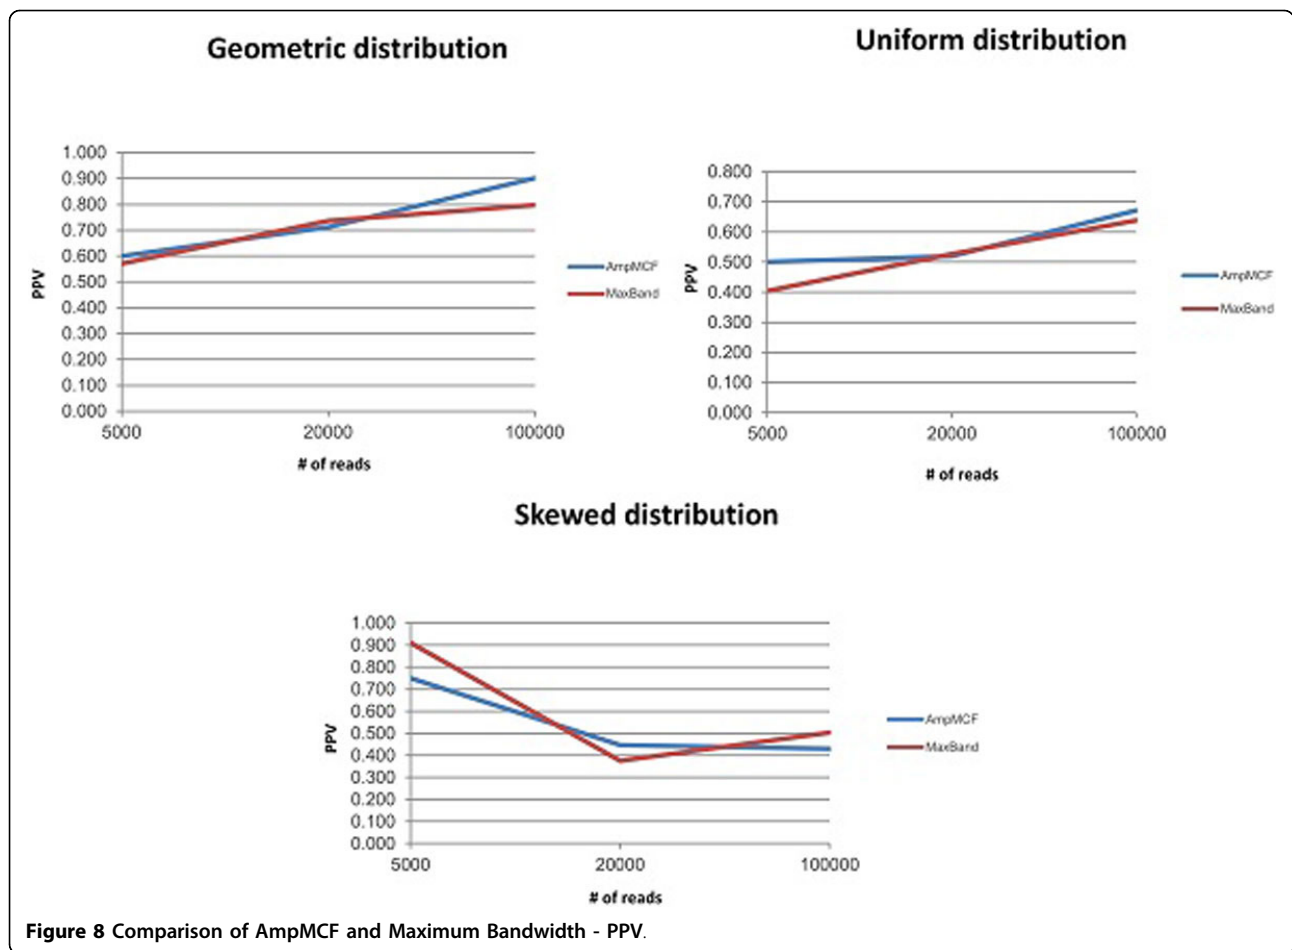 Geometric distribution
1.000
0.900
0.800
0.700
0.600
0.500
0.400
0.300
0.200
0.100
0.000
PPV
5000
20000
100000
# of reads
AmpMCF
MaxBand
Uniform distribution
0.800
0.700
0.600
0.500
0.400
0.300
0.200
0.100
0.000
PPV
5000
20000
100000
# of reads
AmpMCF
MaxBand
Skewed distribution
1.000
0.900
0.800
0.700
0.600
0.500
0.400
0.300
0.200
0.100
0.000
PPV
5000
20000
100000
# of reads
AmpMCF
MaxBand
Figure 8 Comparison of AmpMCF and Maximum Bandwidth - PPV.